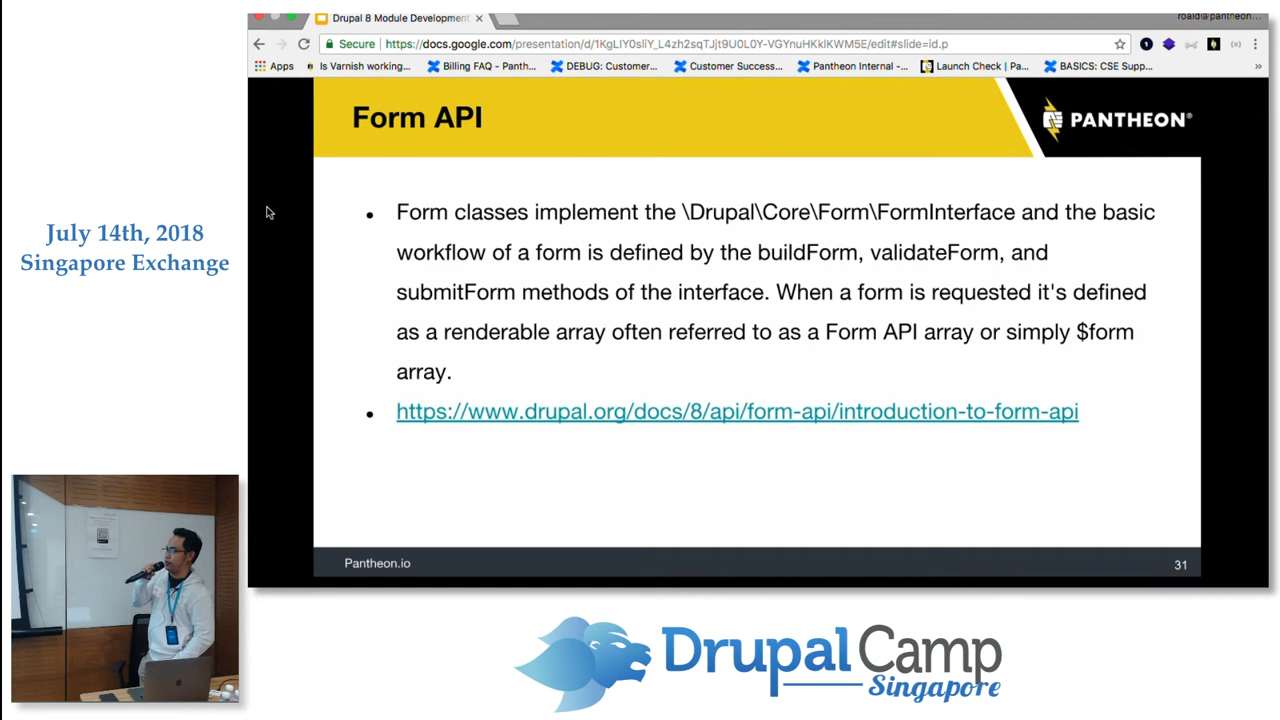 Drupal 8 Module Development
roald@pantheon...
Secure
https://docs.google.com/presentation/d/1KgLIY0sliY_L4zh2sqTJjt9U0L0Y-VGYnuHKklKWM5E/edit#slide=id.p
Apps
Is Varnish working...
Billing FAQ - Panth...
DEBUG: Customer...
Customer Success...
Pantheon Internal -...
Launch Check | Pa...
BASICS: CSE Supp...
»
Form API
PANTHEON®
• Form classes implement the \Drupal\Core\Form\FormInterface and the basic
workflow of a form is defined by the buildForm, validateForm, and
submitForm methods of the interface. When a form is requested it's defined
as a renderable array often referred to as a Form API array or simply $form
array.
• https://www.drupal.org/docs/8/api/form-api/introduction-to-form-api
Pantheon.io
31
July 14th, 2018
Singapore Exchange
Drupal Camp
Singapore